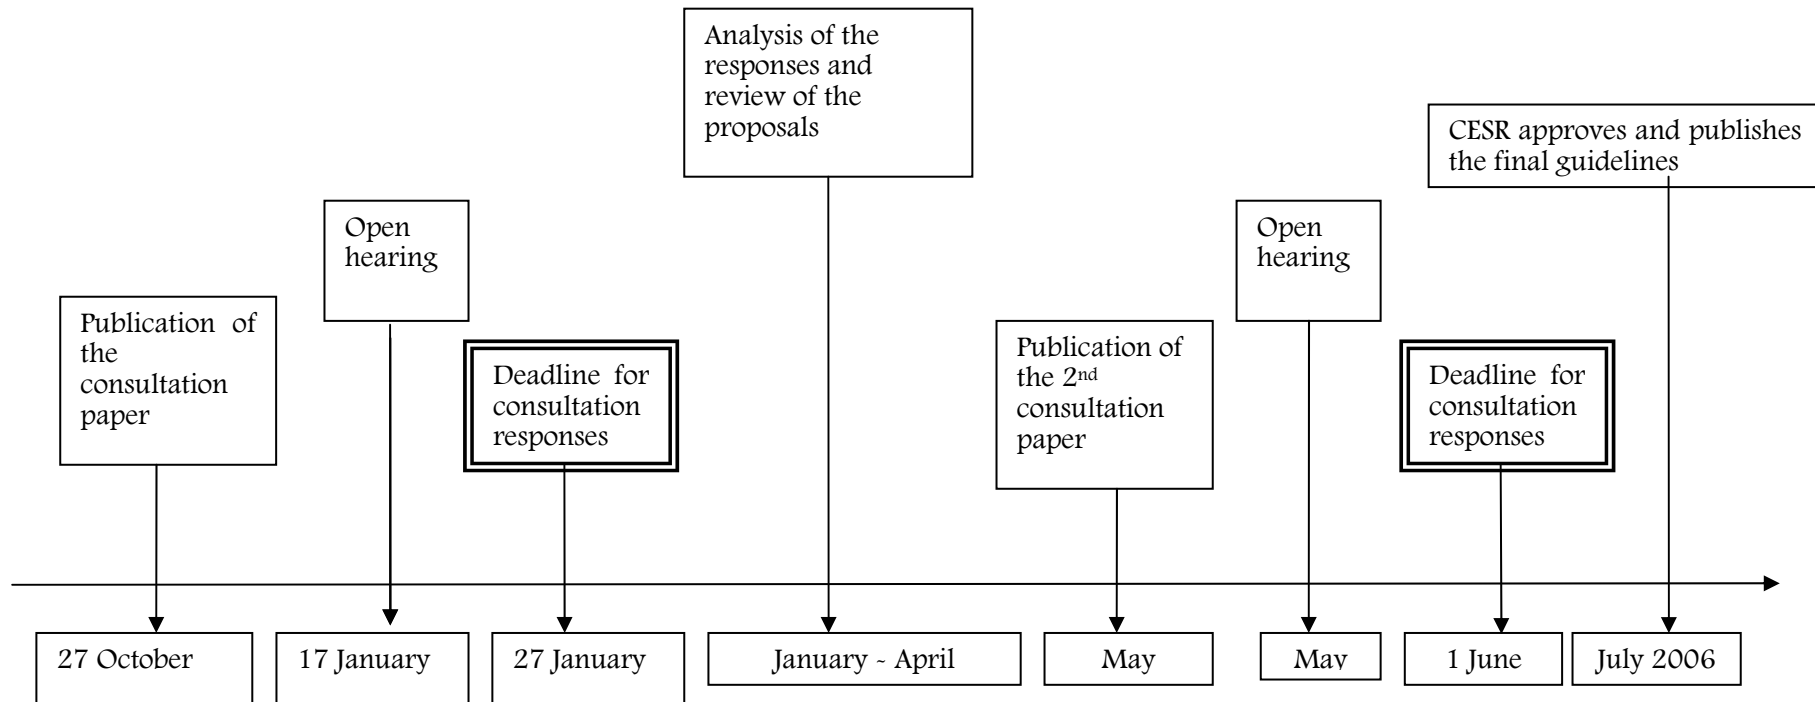 Analysis of the
responses and
review of the
proposals
CESR approves and publishes
the final guidelines
Open
hearing
Open
hearing
Publication of
the
consultation
paper
Publication of
the 2nd
consultation
paper
Deadline for
consultation
responses
Deadline for
consultation
responses
27 October
17 January
27 January
January - April
May
May
1 June
July 2006